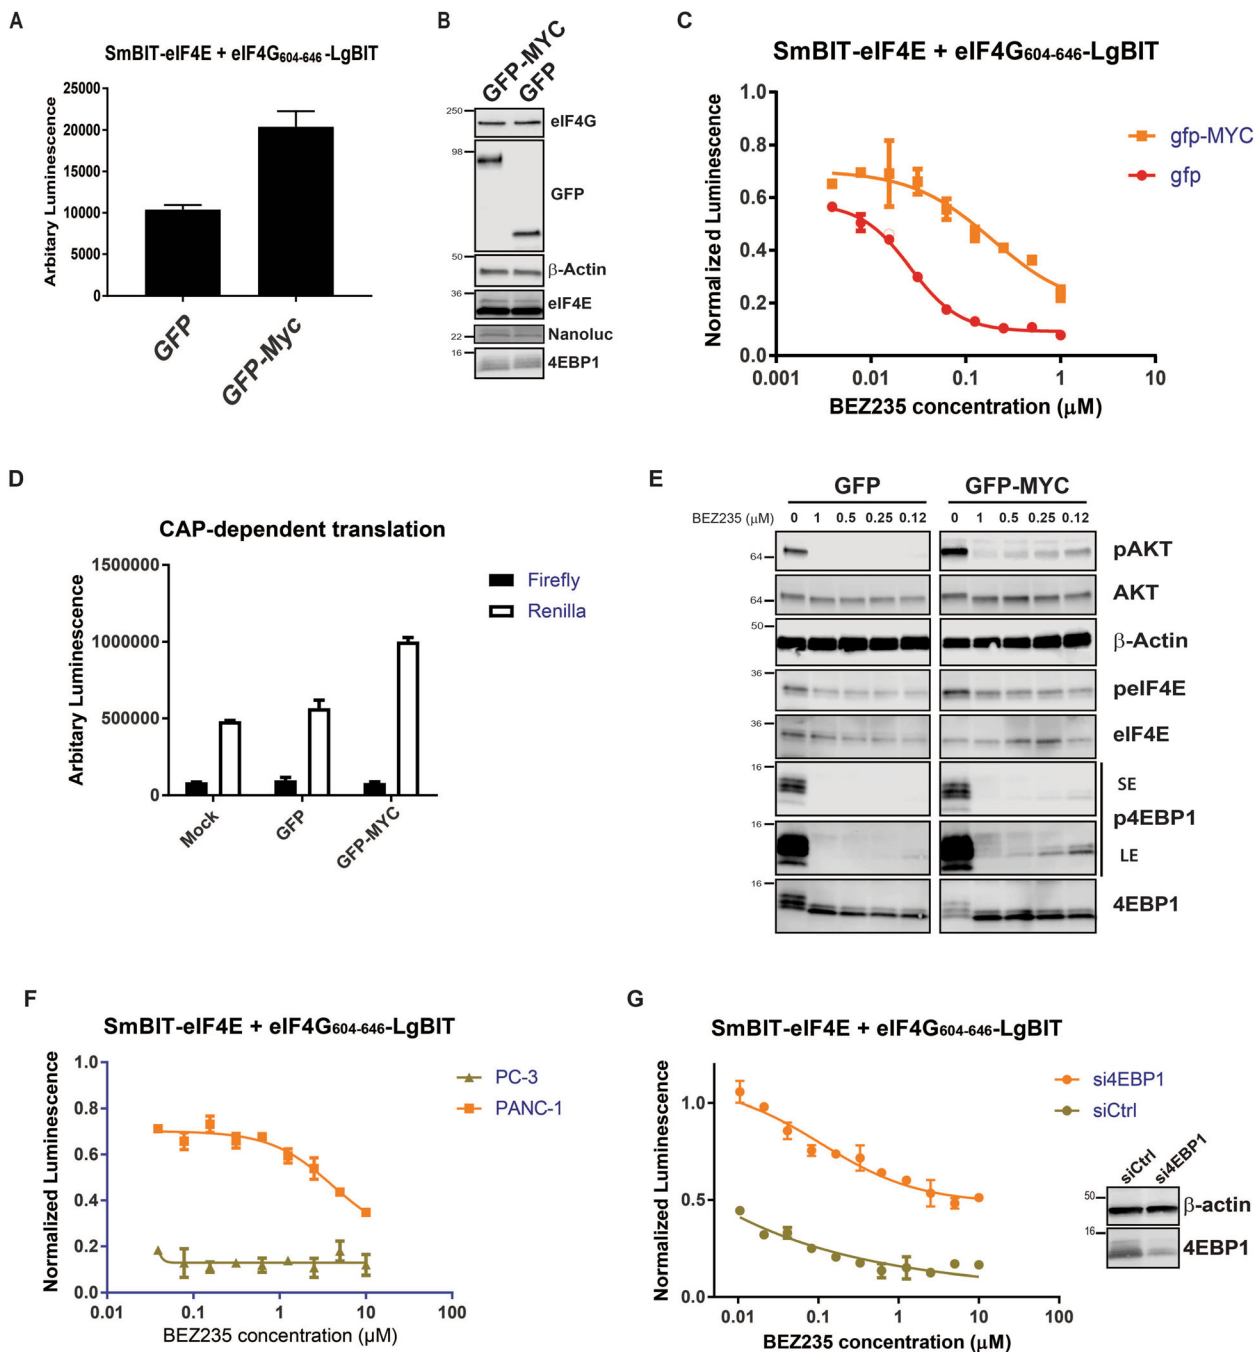 A
SmBIT-eIF4E + eIF4G604-646-LgBIT
Arbitary Luminescence
25000
20000
15000
10000
5000
0
GFP
GFP-Myc
B
GFP-MYC
GFP
250
eIF4G
98
GFP
50
β-Actin
36
eIF4E
22
Nanoluc
16
4EBP1
C
SmBIT-eIF4E + eIF4G604-646-LgBIT
Normalized Luminescence
1.0
0.8
0.6
0.4
0.2
0.0
0.001
0.01
0.1
1
10
BEZ235 concentration (µM)
gfp-MYC
gfp
D
CAP-dependent translation
Arbitary Luminescence
1500000
1000000
500000
0
Mock
GFP
GFP-MYC
Firefly
Renilla
E
GFP
GFP-MYC
BEZ235 (µM) 0 1 0.5 0.25 0.12 0 1 0.5 0.25 0.12
64
pAKT
64
AKT
50
β-Actin
36
peIF4E
36
eIF4E
16
SE
p4EBP1
16
LE
16
4EBP1
F
SmBIT-eIF4E + eIF4G604-646-LgBIT
Normalized Luminescence
1.0
0.8
0.6
0.4
0.2
0.0
0.01
0.1
1
10
100
BEZ235 concentration (µM)
PC-3
PANC-1
G
SmBIT-eIF4E + eIF4G604-646-LgBIT
Normalized Luminescence
1.0
0.5
0.0
0.01
0.1
1
10
100
BEZ235 concentration (µM)
si4EBP1
siCtrl
siCtrl
si4EBP1
50
β-actin
16
4EBP1